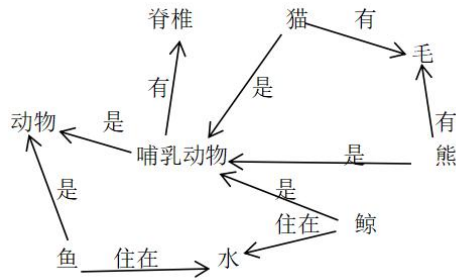 脊椎
猫
有
毛
有
是
动物
是
有
哺乳动物
是
熊
是
是
住在
鲸
鱼
住在
水